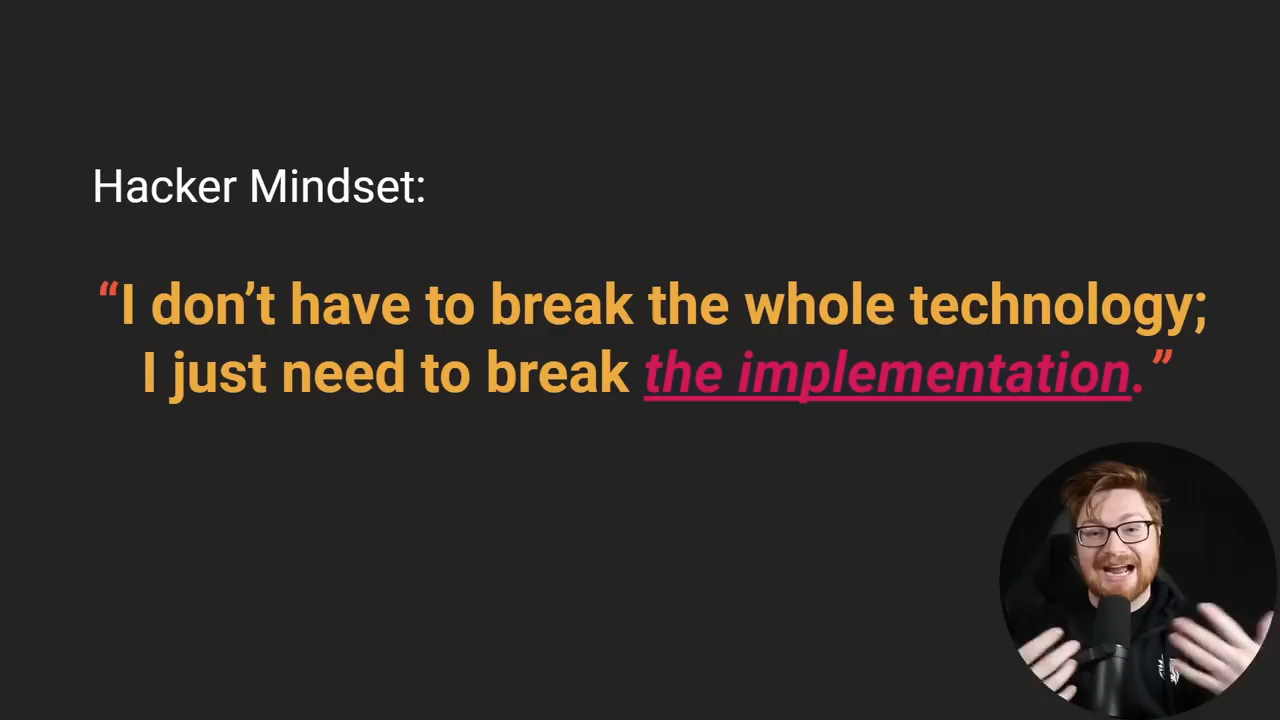 Hacker Mindset:
“I don’t have to break the whole technology;
I just need to break the implementation.”